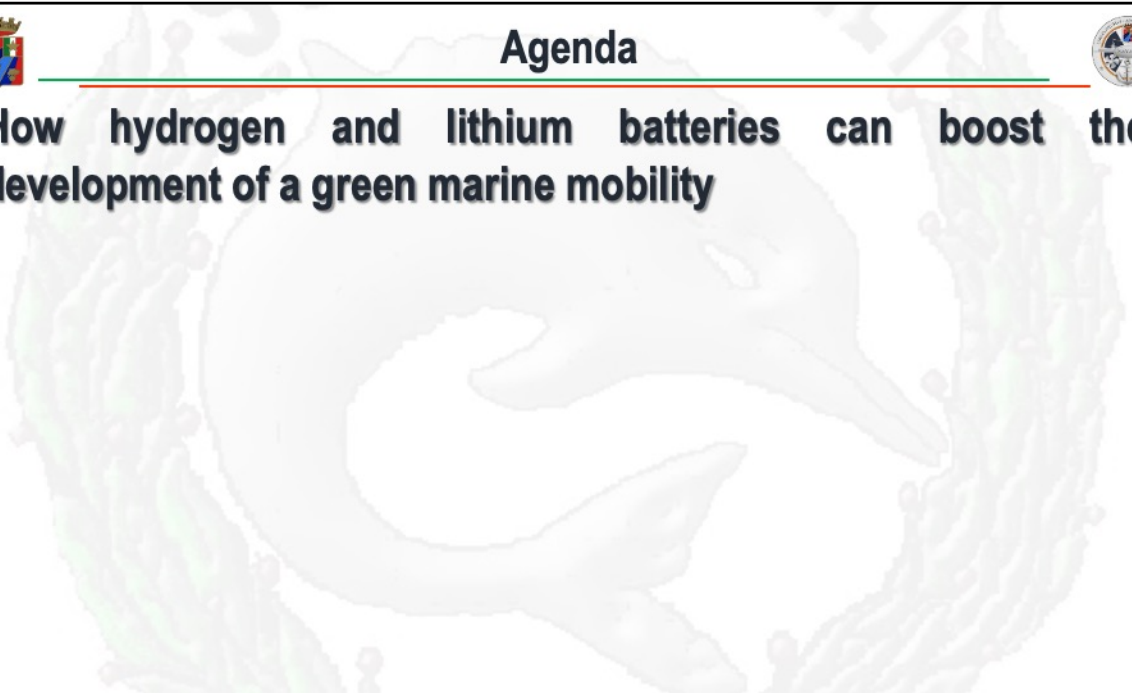 Agenda
How hydrogen and lithium batteries can boost the
development of a green marine mobility